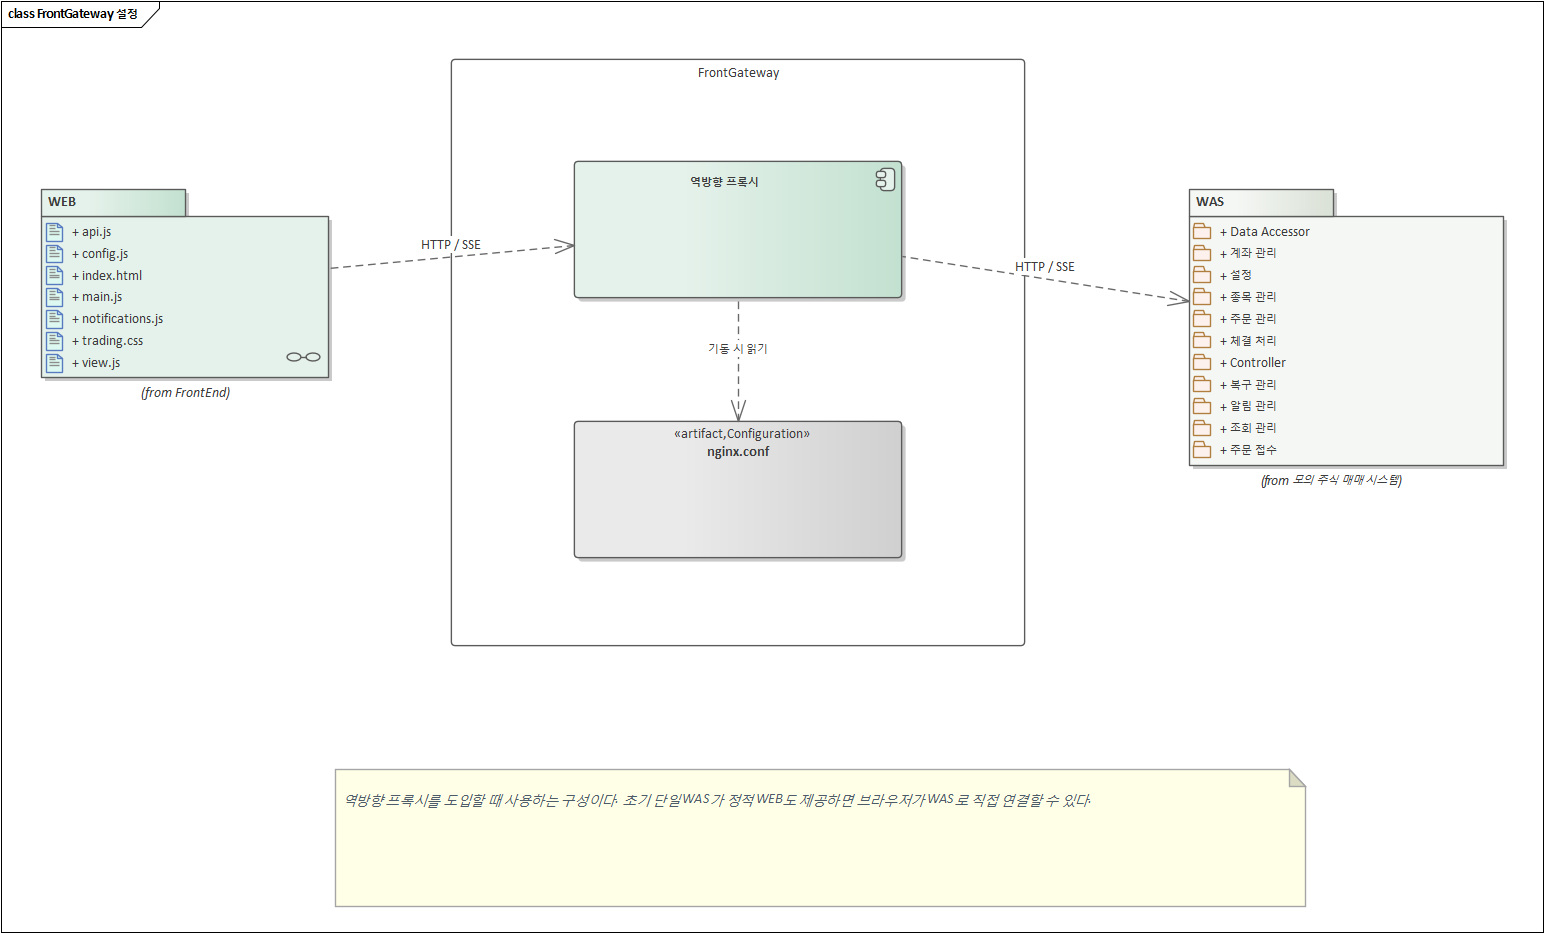 class FrontGateway 설정
FrontGateway
역방향 프록시
WEB
+ api.js
+ config.js
+ index.html
+ main.js
+ notifications.js
+ trading.css
+ view.js
(from FrontEnd)
HTTP / SSE
HTTP / SSE
기동 시 읽기
«artifact,Configuration»
nginx.conf
WAS
+ Data Accessor
+ 계좌 관리
+ 설정
+ 종목 관리
+ 주문 관리
+ 체결 처리
+ Controller
+ 복구 관리
+ 알림 관리
+ 조회 관리
+ 주문 접수
(from 모의 주식 매매 시스템)
역방향 프록시를 도입할 때 사용하는 구성이다. 초기 단일 WAS가 정적 WEB도 제공하면 브라우저가 WAS로 직접 연결할 수 있다.